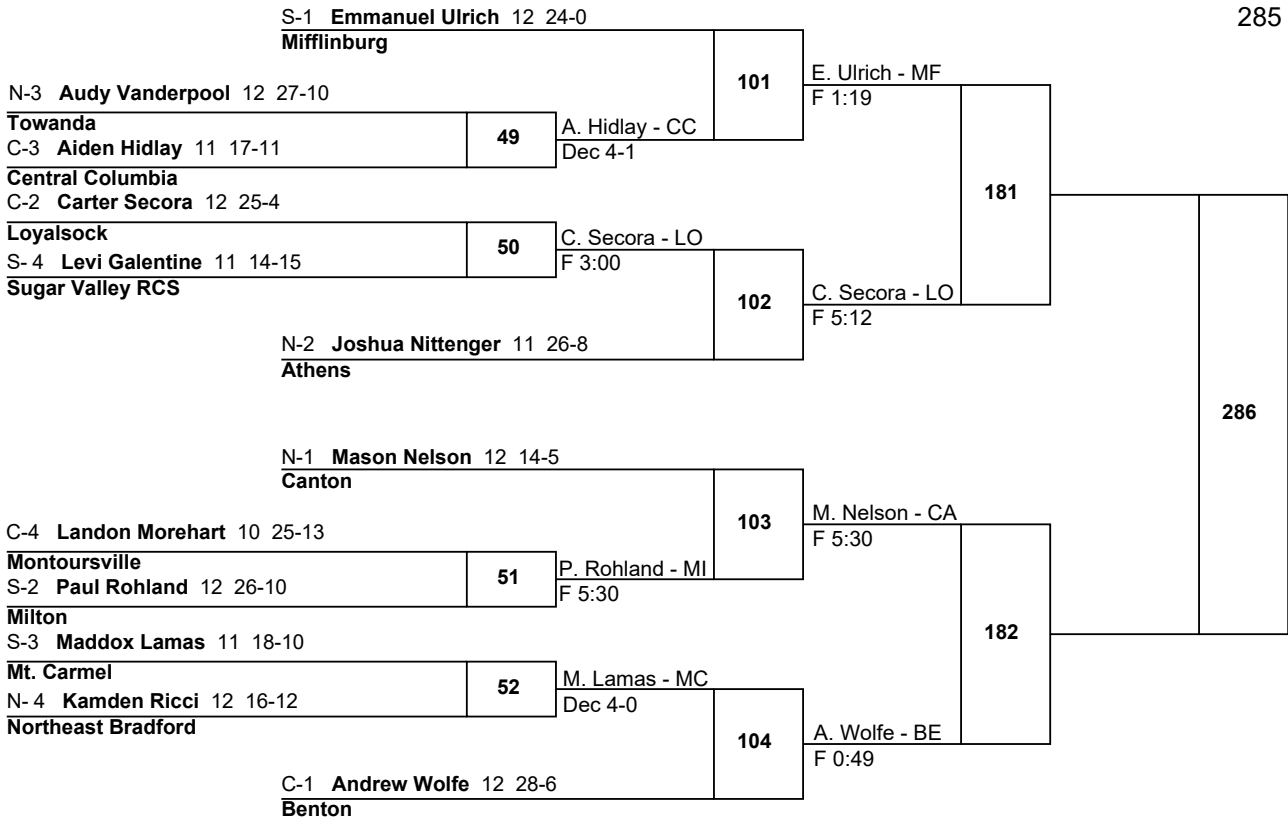 285
S-1 Emmanuel Ulrich 12 24-0
Mifflinburg
101
E. Ulrich - MF
F 1:19
N-3 Audy Vanderpool 12 27-10
Towanda
49
A. Hidlay - CC
Dec 4-1
C-3 Aiden Hidlay 11 17-11
Central Columbia
181
C-2 Carter Secora 12 25-4
Loyalsock
50
C. Secora - LO
F 3:00
S- 4 Levi Galentine 11 14-15
Sugar Valley RCS
102
C. Secora - LO
F 5:12
N-2 Joshua Nittenger 11 26-8
Athens
286
N-1 Mason Nelson 12 14-5
Canton
103
M. Nelson - CA
F 5:30
C-4 Landon Morehart 10 25-13
Montoursville
51
P. Rohland - MI
F 5:30
S-2 Paul Rohland 12 26-10
Milton
182
S-3 Maddox Lamas 11 18-10
Mt. Carmel
52
M. Lamas - MC
Dec 4-0
N- 4 Kamden Ricci 12 16-12
Northeast Bradford
104
A. Wolfe - BE
F 0:49
C-1 Andrew Wolfe 12 28-6
Benton